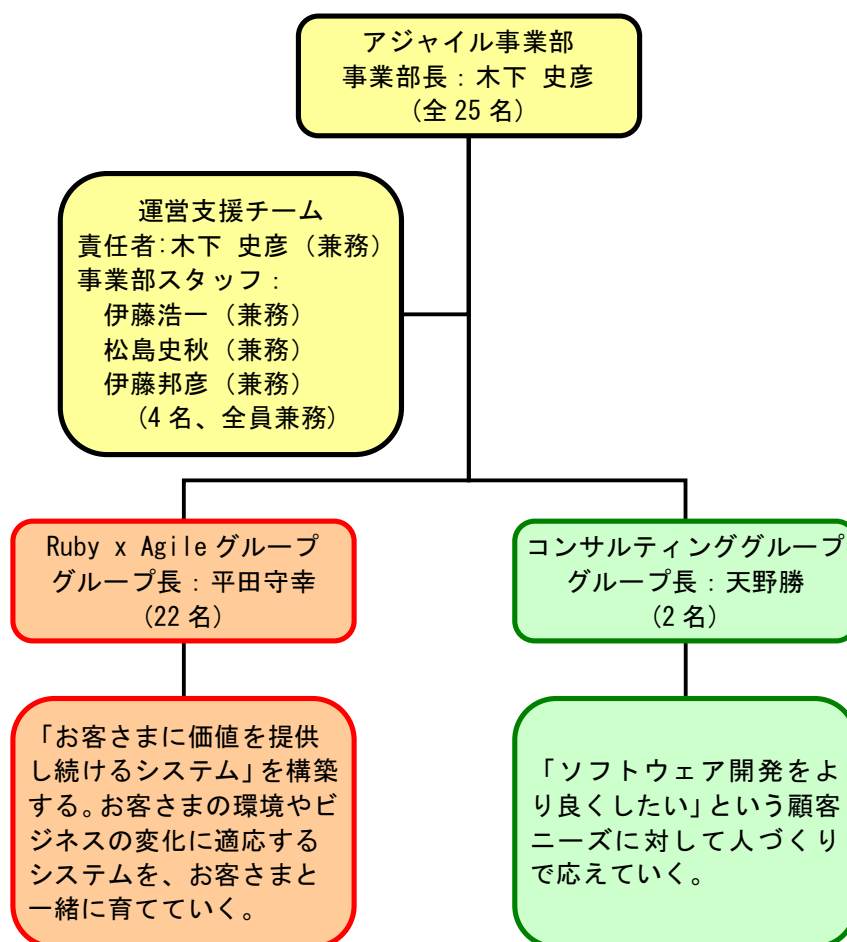 アジャイル事業部
事業部長：木下 史彦
(全25名)
運営支援チーム
責任者:木下 史彦（兼務）
事業部スタッフ：
伊藤浩一（兼務）
松島史秋（兼務）
伊藤邦彦（兼務）
(4名、全員兼務)
Ruby x Agileグループ
グループ長：平田守幸
(22名)
コンサルティンググループ
グループ長：天野勝
(2名)
「お客さまに価値を提供
し続けるシステム」を構築
する。お客さまの環境やビ
ジネスの変化に適応する
システムを、お客さまと
一緒に育てていく。
「ソフトウェア開発をよ
り良くしたい」という顧客
ニーズに対して人づくり
で応えていく。